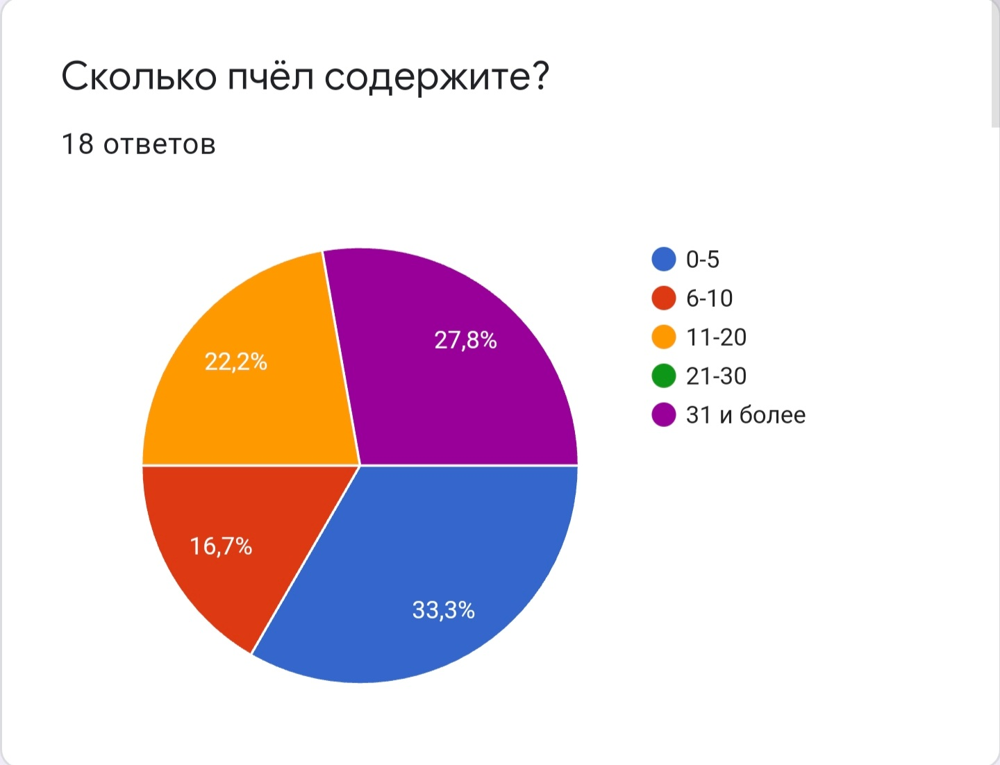 Сколько пчёл содержите?
18 ответов
0-5
6-10
11-20
21-30
31 и более
27,8%
22,2%
16,7%
33,3%